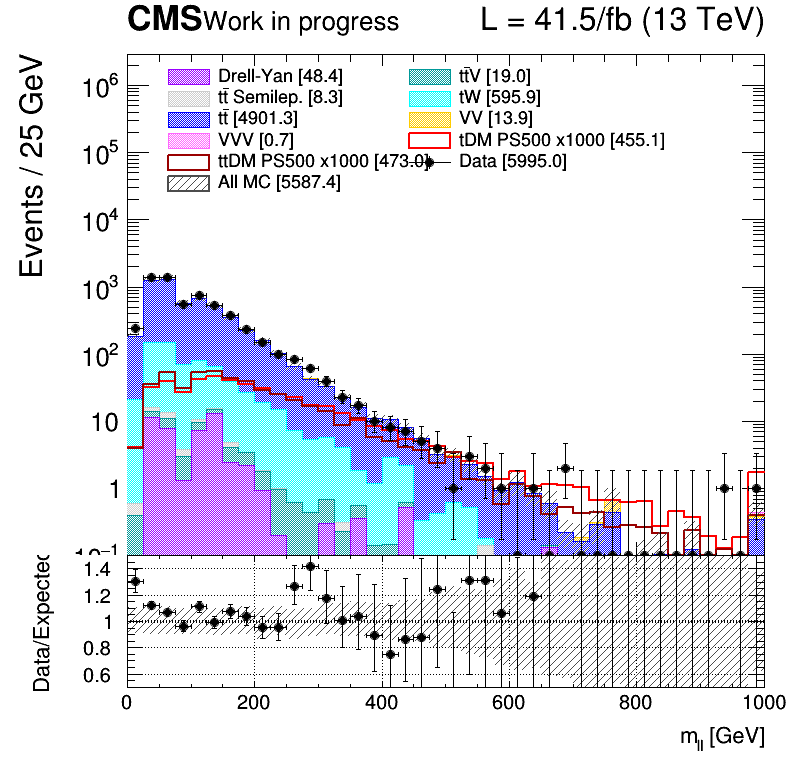 CMS Work in progress L = 41.5/fb (13 TeV)
Events / 25 GeV
10⁶
10⁵
10⁴
10³
10²
10
1
10⁻¹
Drell-Yan [48.4]
tt̄ Semilep. [8.3]
tt̄ [4901.3]
VVV [0.7]
ttDM PS500 x1000 [473.0]
All MC [5587.4]
tt̄V [19.0]
tW [595.9]
VV [13.9]
tDM PS500 x1000 [455.1]
Data [5995.0]
Data/Expected
1.4
1.2
1
0.8
0.6
0 200 400 600 800 1000
m_ll [GeV]